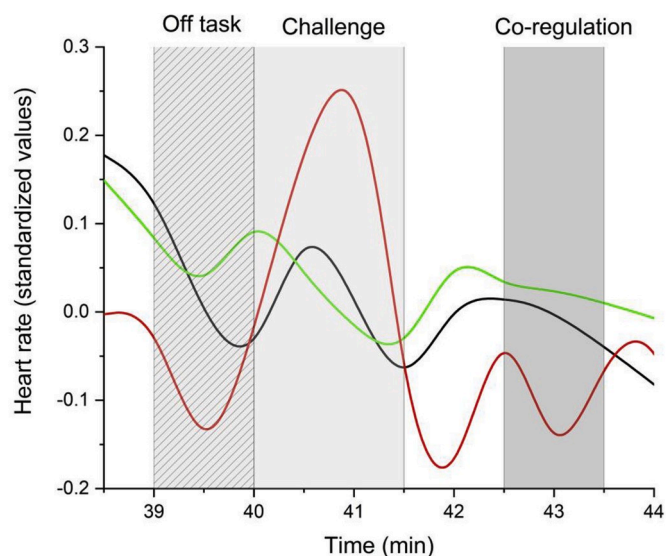 Off task Challenge Co-regulation
Heart rate (standardized values)
0.3
0.2
0.1
0.0
-0.1
-0.2
39 40 41 42 43 44
Time (min)